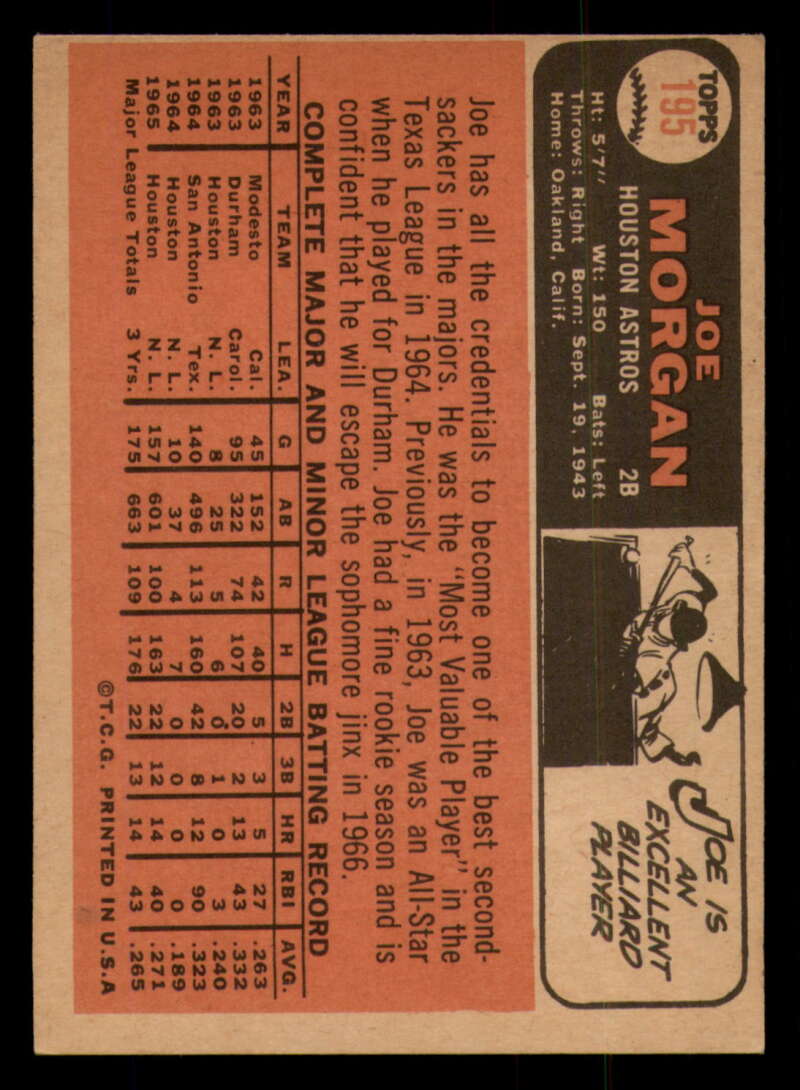 TOPPS
195
JOE
MORGAN
HOUSTON ASTROS 2B
Ht: 5'7" Wt: 150 Bats: Left
Throws: Right Born: Sept. 19, 1943
Home: Oakland, Calif.
JOE IS
AN
EXCELLENT
BILLIARD
PLAYER
Joe has all the credentials to become one of the best second-
sackers in the majors. He was the "Most Valuable Player" in the
Texas League in 1964. Previously, in 1963, Joe was an All-Star
when he played for Durham. Joe had a fine rookie season and is
confident that he will escape the sophomore jinx in 1966.
COMPLETE MAJOR AND MINOR LEAGUE BATTING RECORD
YEAR TEAM LEA. G AB R H 2B 3B HR RBI AVG.
1963 Modesto Cal. 45 152 42 40 5 3 5 27 .263
1963 Durham Carol. 95 322 74 107 20 2 13 43 .332
1963 Houston N. L. 8 25 5 6 0 1 0 3 .240
1964 San Antonio Tex. 140 496 113 160 42 8 12 90 .323
1964 Houston N. L. 10 37 4 7 0 0 0 0 .189
1965 Houston N. L. 157 601 100 163 22 12 14 40 .271
Major League Totals 3 Yrs. 175 663 109 176 22 13 14 43 .265
©T.C.G. PRINTED IN U.S.A